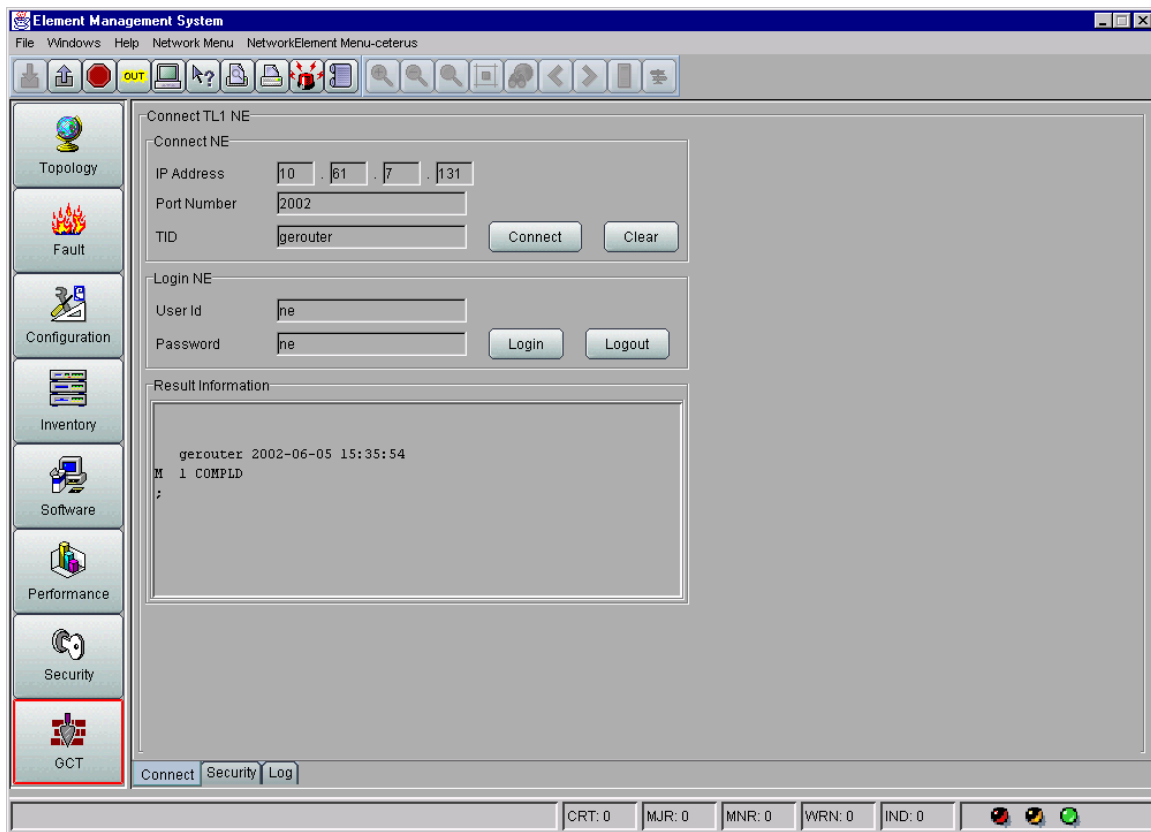 Element Management System
File Windows Help Network Menu NetworkElement Menu-ceterus
OUT
Topology
Fault
Configuration
Inventory
Software
Performance
Security
GCT
Connect TL1 NE
Connect NE
IP Address 10 . 61 . 7 . 131
Port Number 2002
TID gerouter Connect Clear
Login NE
User Id ne
Password ne Login Logout
Result Information
gerouter 2002-06-05 15:35:54
M 1 COMPLD
;
Connect Security Log
CRT: 0 MJR: 0 MNR: 0 WRN: 0 IND: 0